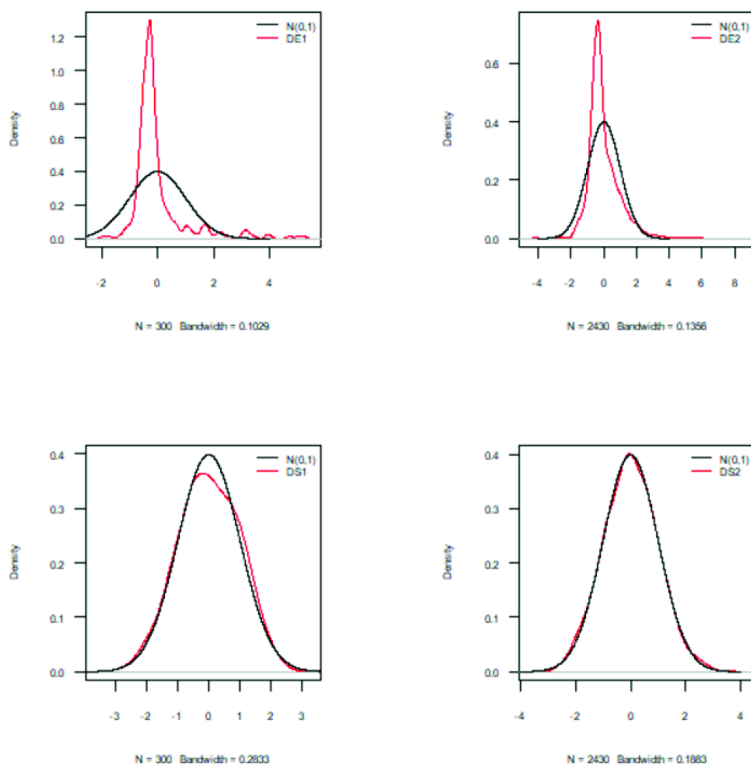 N(0,1)
DE1
Density
1.2
1.0
0.8
0.6
0.4
0.2
0.0
-2 0 2 4
N = 300 Bandwidth = 0.1029
N(0,1)
DE2
Density
0.6
0.4
0.2
0.0
-4 -2 0 2 4 6 8
N = 2430 Bandwidth = 0.1356
N(0,1)
DS1
Density
0.4
0.3
0.2
0.1
0.0
-3 -2 -1 0 1 2 3
N = 300 Bandwidth = 0.2833
N(0,1)
DS2
Density
0.4
0.3
0.2
0.1
0.0
-4 -2 0 2 4
N = 2430 Bandwidth = 0.1883